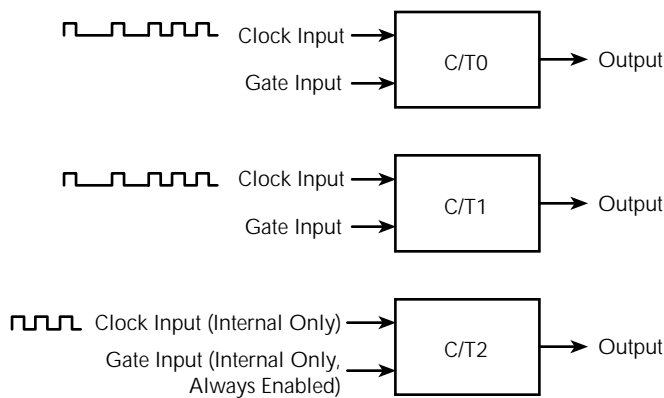 Clock Input
C/T0
Output
Gate Input
Clock Input
C/T1
Output
Gate Input
Clock Input (Internal Only)
C/T2
Output
Gate Input (Internal Only,
Always Enabled)